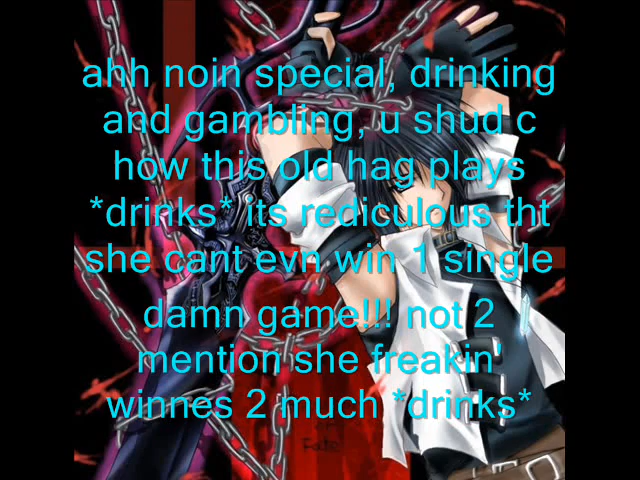 ahh noin special, drinking
and gambling, u shud c
how this old hag plays
*drinks* its rediculous tht
she cant evn win 1 single
damn game!!! not 2
mention she freakin'
winnes 2 much *drinks*
Fate